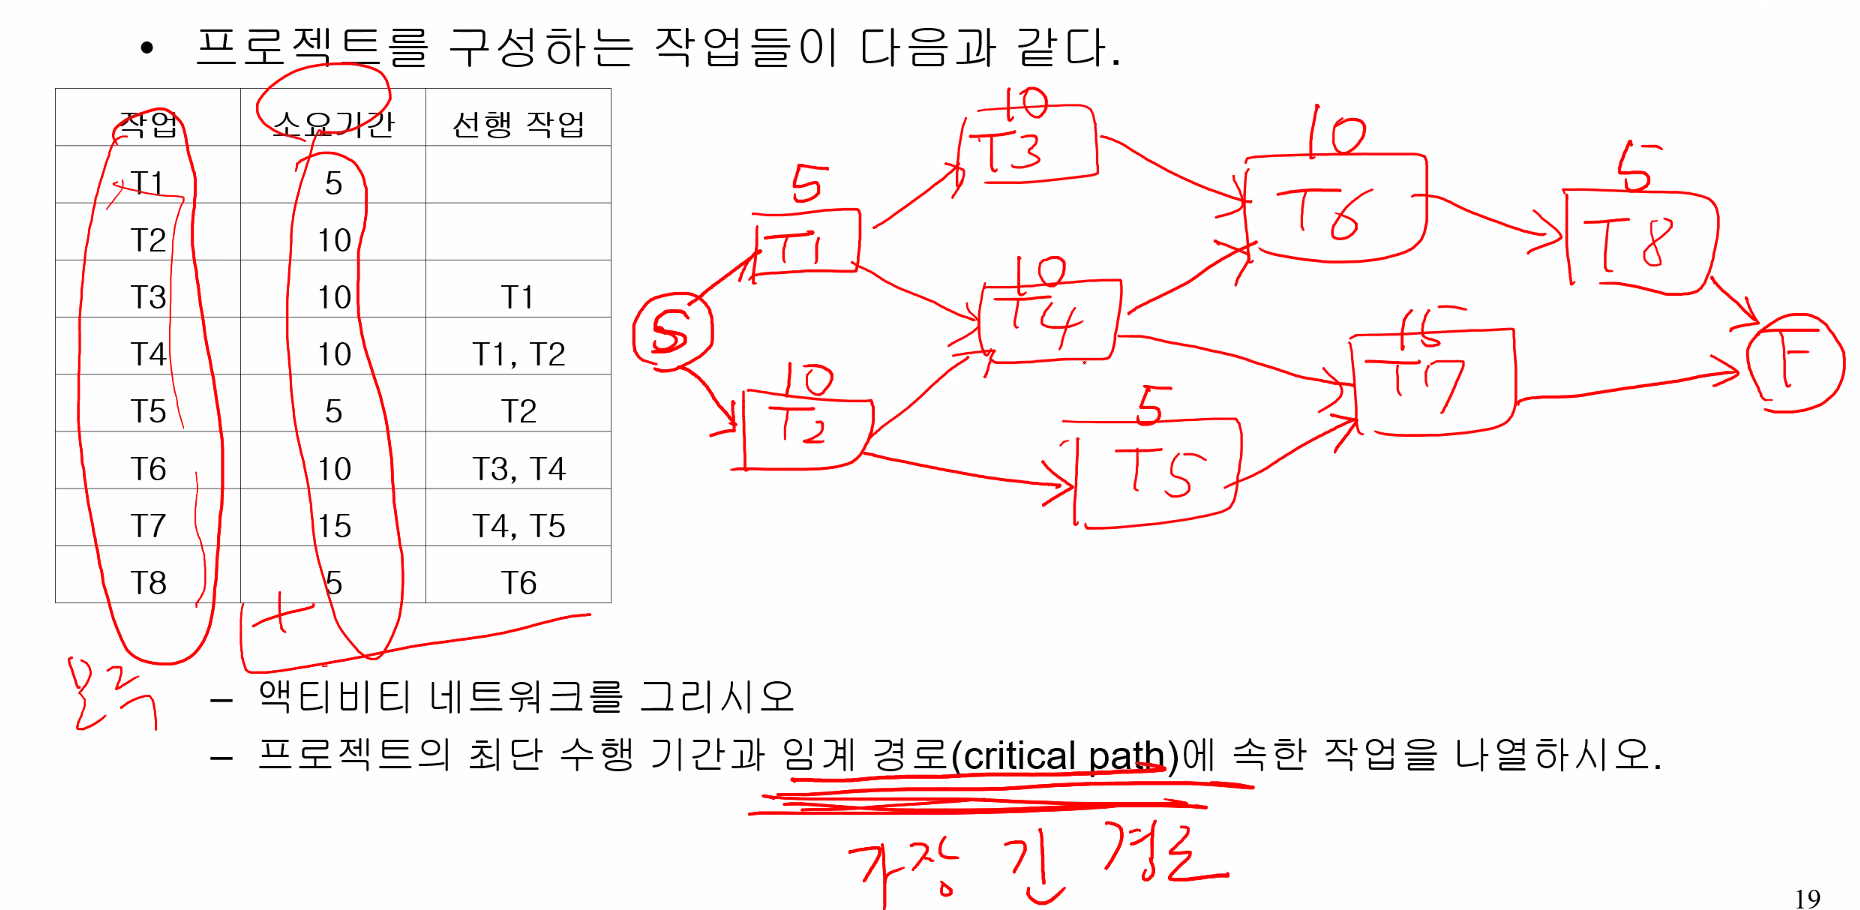 • 프로젝트를 구성하는 작업들이 다음과 같다.
작업 소요기간 선행 작업
T1 5
T2 10
T3 10 T1
T4 10 T1, T2
T5 5 T2
T6 10 T3, T4
T7 15 T4, T5
T8 5 T6
10
T3
10
T6
5
T8
5
T1
10
T4
S
15
T7
F
10
T2
5
T5
+
– 액티비티 네트워크를 그리시오
– 프로젝트의 최단 수행 기간과 임계 경로(critical path)에 속한 작업을 나열하시오.
가장 긴 경로
19